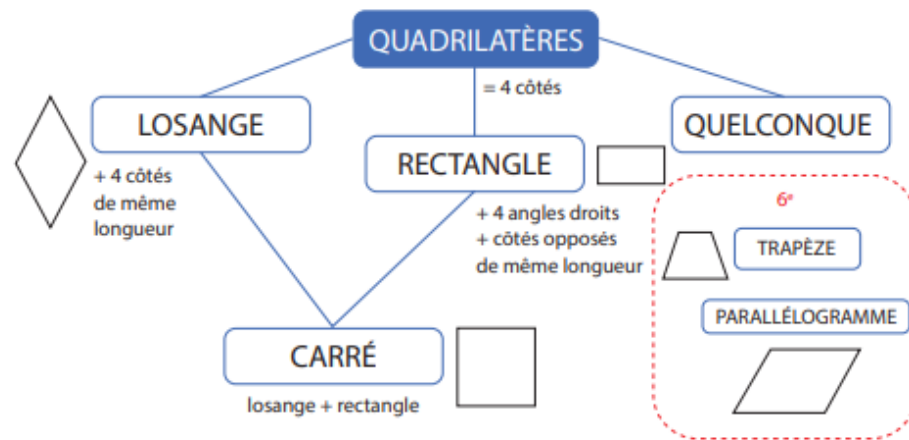 QUADRILATÈRES
= 4 côtés
LOSANGE
+ 4 côtés
de même
longueur
RECTANGLE
+ 4 angles droits
+ côtés opposés
de même longueur
QUELCONQUE
6e
TRAPÈZE
PARALLÉLOGRAMME
CARRÉ
losange + rectangle